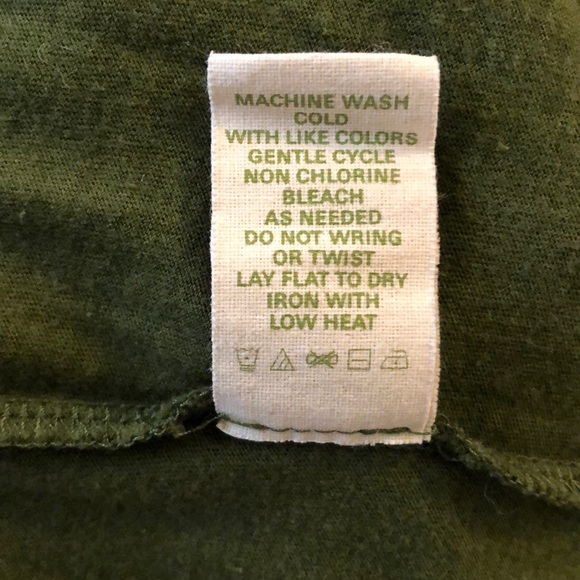 MACHINE WASH
COLD
WITH LIKE COLORS
GENTLE CYCLE
NON CHLORINE
BLEACH
AS NEEDED
DO NOT WRING
OR TWIST
LAY FLAT TO DRY
IRON WITH
LOW HEAT